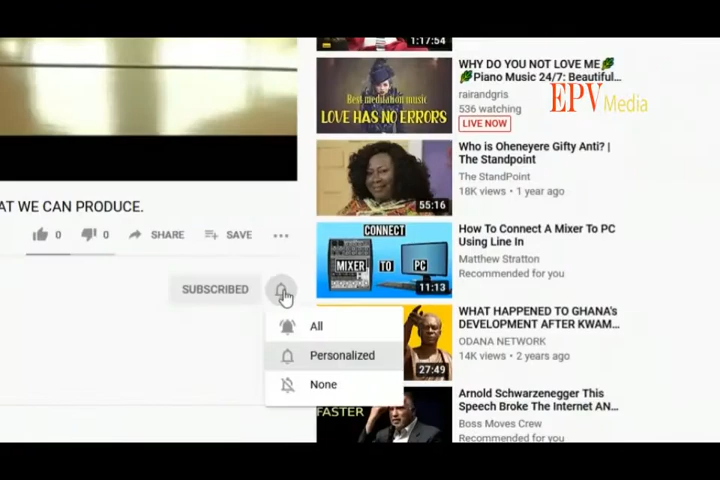 1:17:54
WHY DO YOU NOT LOVE ME
Piano Music 24/7: Beautiful...
rairandgris
536 watching
LIVE NOW
EPV Media
Best meditation music
LOVE HAS NO ERRORS
Who is Oheneyere Gifty Anti? |
The Standpoint
The StandPoint
18K views • 1 year ago
55:16
AT WE CAN PRODUCE.
0
0
SHARE
SAVE
CONNECT
MIXER TO PC
11:13
How To Connect A Mixer To PC
Using Line In
Matthew Stratton
Recommended for you
SUBSCRIBED
All
Personalized
None
WHAT HAPPENED TO GHANA's
DEVELOPMENT AFTER KWAM...
ODANA NETWORK
14K views • 2 years ago
27:49
FASTER
Arnold Schwarzenegger This
Speech Broke The Internet AN...
Boss Moves Crew
Recommended for you